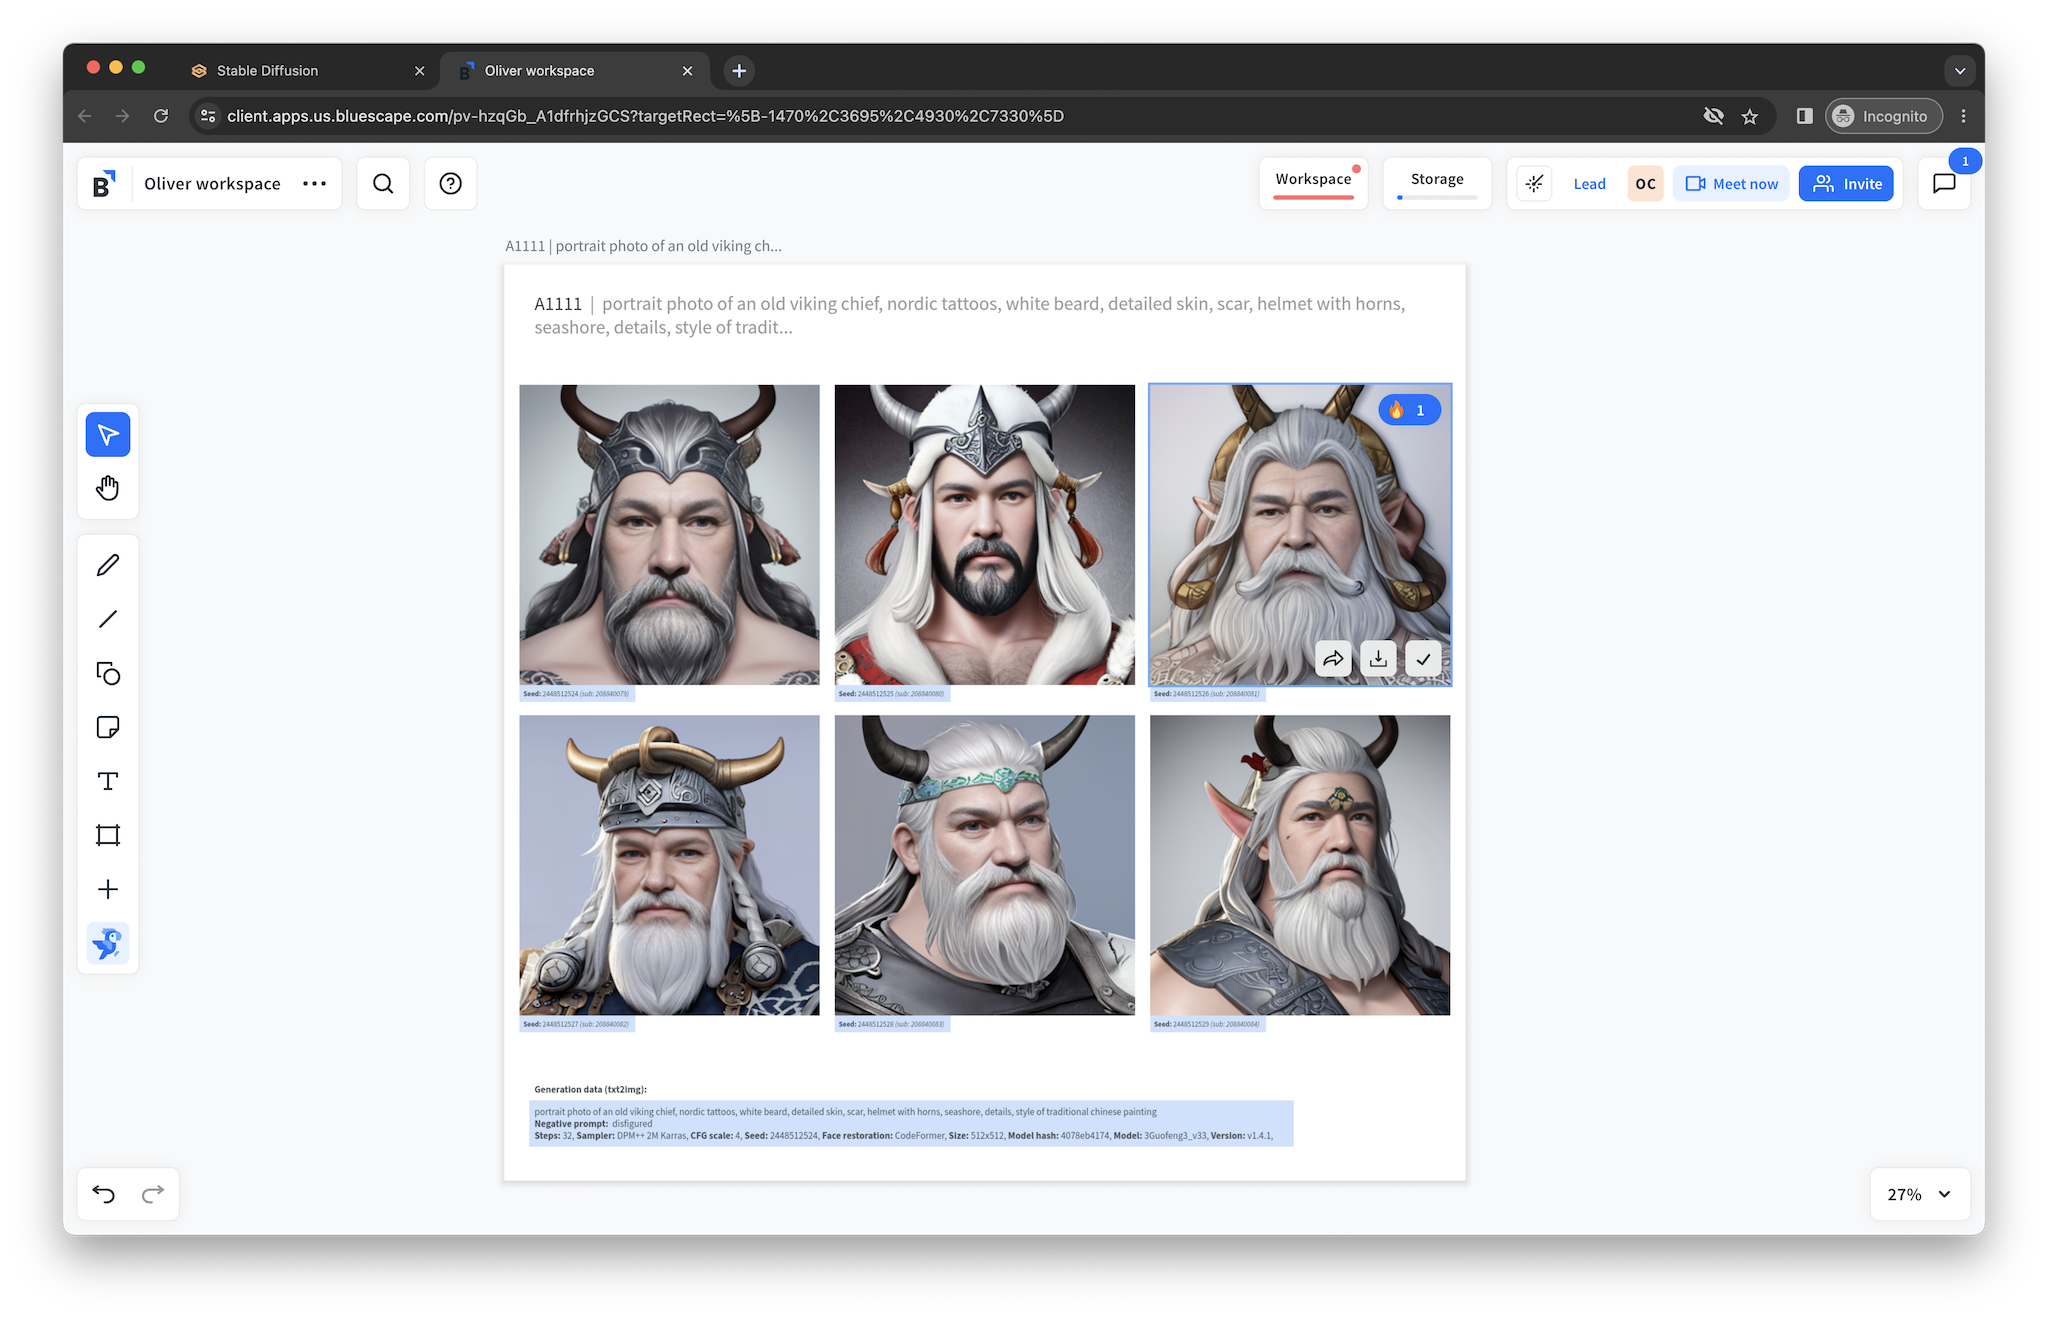 Stable Diffusion
Oliver workspace
client.apps.us.bluescape.com/pv-hzqGb_A1dfrhjzGCS?targetRect=%5B-1470%2C3695%2C4930%2C7330%5D
Incognito
B
Oliver workspace
Workspace
Storage
Lead
OC
Meet now
Invite
1
A1111 | portrait photo of an old viking ch...
A1111 | portrait photo of an old viking chief, nordic tattoos, white beard, detailed skin, scar, helmet with horns,
seashore, details, style of tradit...
1
Seed: 2448512524 (sub: 208840079)
Seed: 2448512525 (sub: 208840080)
Seed: 2448512526 (sub: 208840081)
Seed: 2448512527 (sub: 208840082)
Seed: 2448512528 (sub: 208840083)
Seed: 2448512529 (sub: 208840084)
Generation data (txt2img):
portrait photo of an old viking chief, nordic tattoos, white beard, detailed skin, scar, helmet with horns, seashore, details, style of traditional chinese painting
Negative prompt: disfigured
Steps: 32, Sampler: DPM++ 2M Karras, CFG scale: 4, Seed: 2448512524, Face restoration: CodeFormer, Size: 512x512, Model hash: 4078eb4174, Model: 3Guofeng3_v33, Version: v1.4.1,
27%